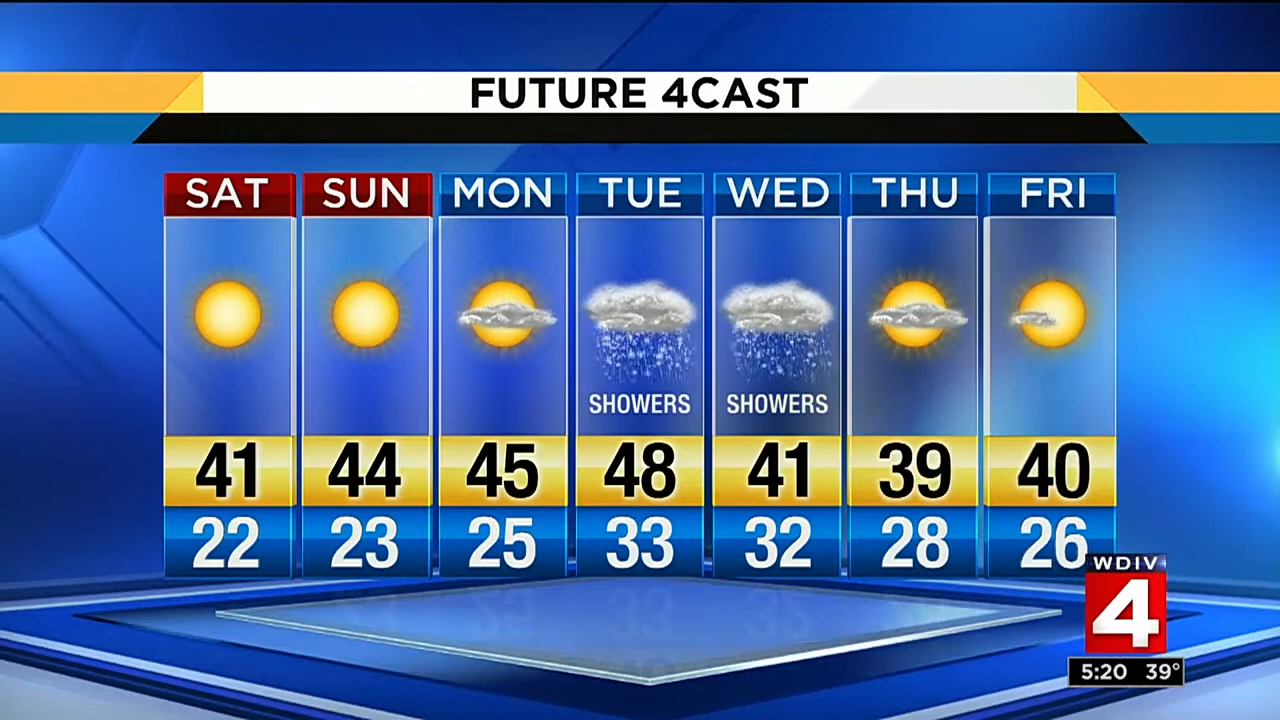 FUTURE 4CAST
SAT SUN MON TUE WED THU FRI
SHOWERS SHOWERS
41 44 45 48 41 39 40
22 23 25 33 32 28 26
WDIV
4
5:20 39°